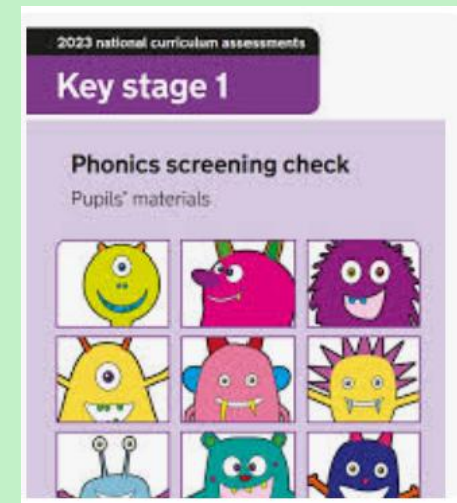 2023 national curriculum assessments
Key stage 1
Phonics screening check
Pupils' materials